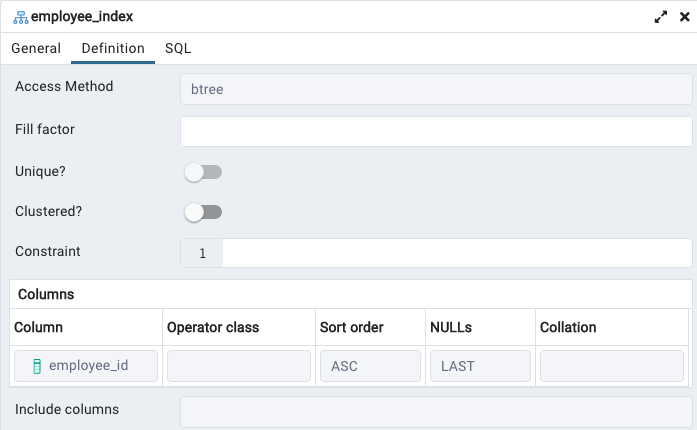 employee_index
General Definition SQL
Access Method btree
Fill factor
Unique?
Clustered?
Constraint 1
Columns
Column Operator class Sort order NULLs Collation
employee_id ASC LAST
Include columns